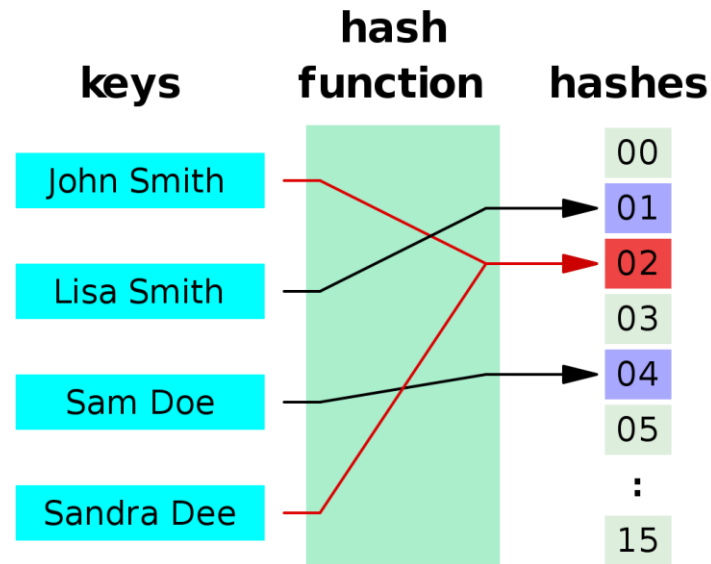 keys
hash
function
hashes
John Smith
Lisa Smith
Sam Doe
Sandra Dee
00
01
02
03
04
05
:
15